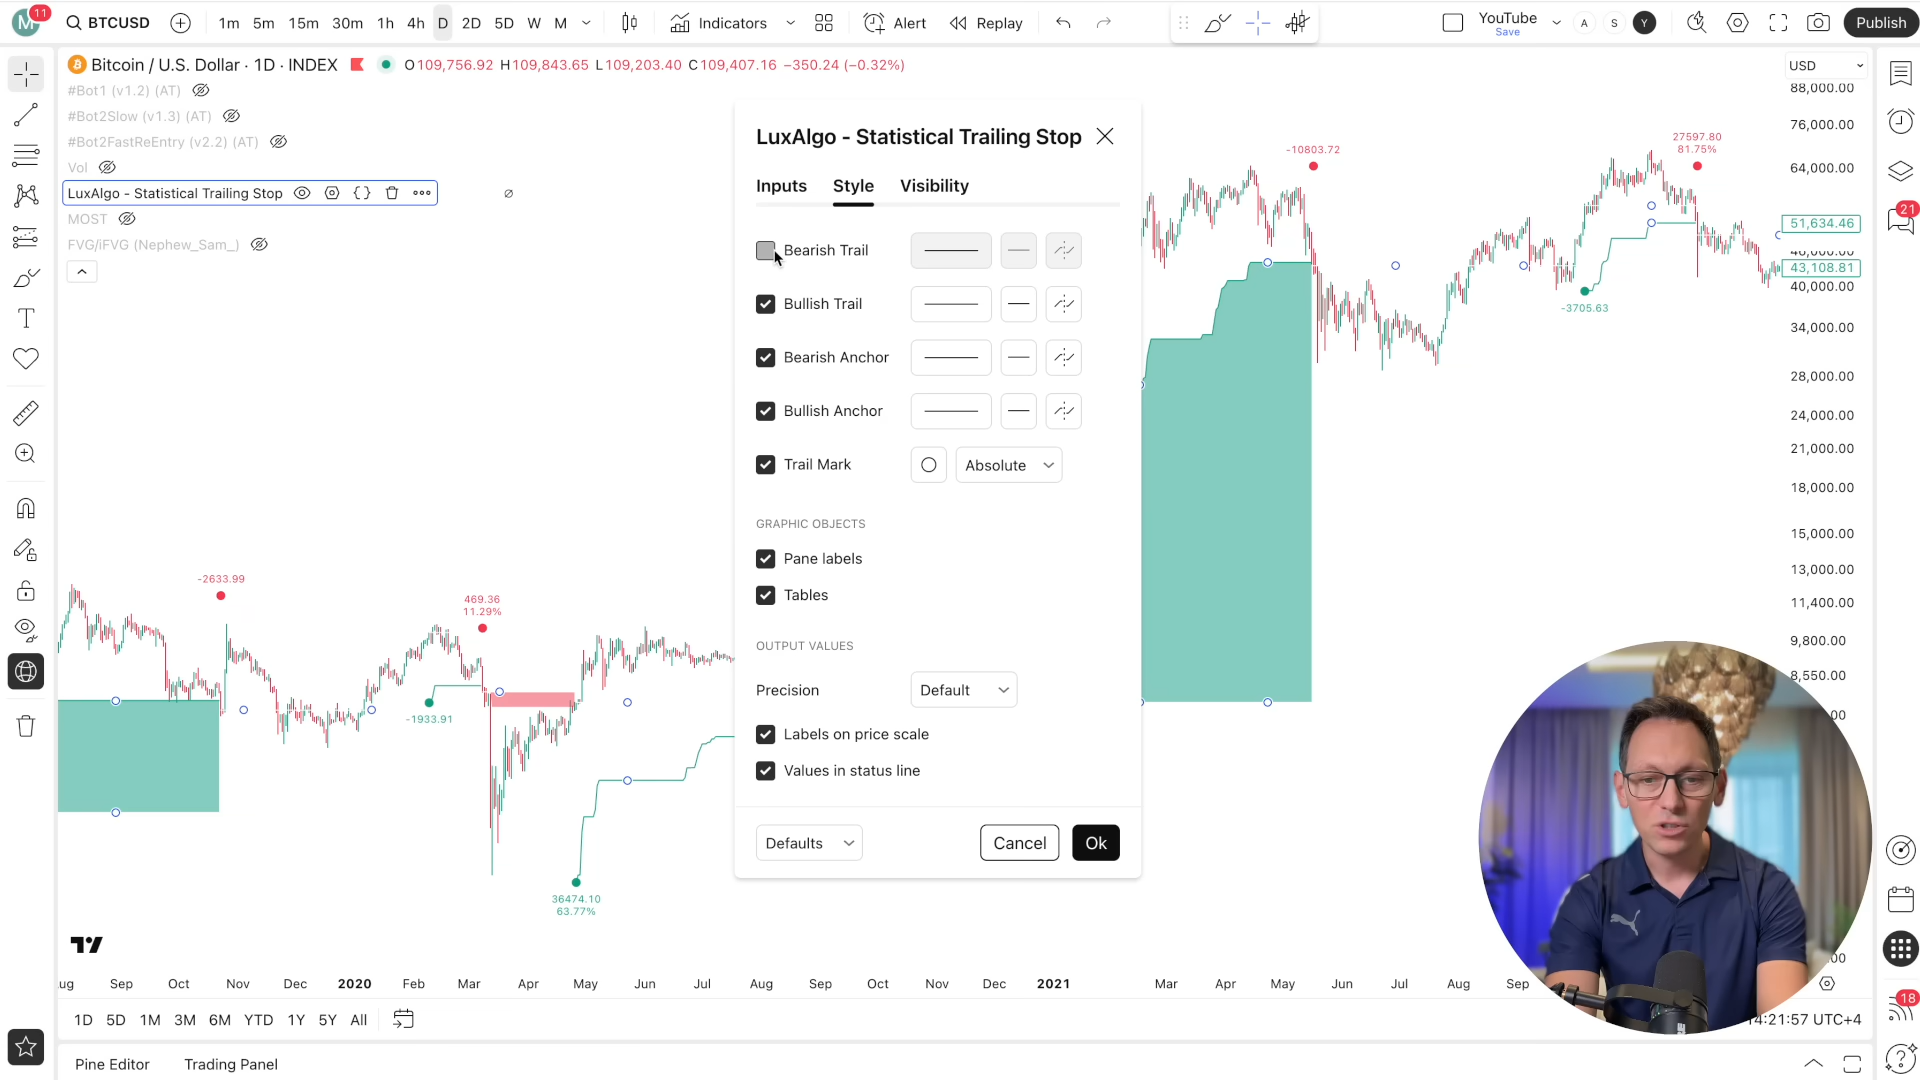 M
11
BTCUSD
1m 5m 15m 30m 1h 4h D 2D 5D W M
Indicators
Alert
Replay
YouTube
Save
A S Y
Publish
Bitcoin / U.S. Dollar · 1D · INDEX
O109,756.92 H109,843.65 L109,203.40 C109,407.16 −350.24 (−0.32%)
USD
#Bot1 (v1.2) (AT)
#Bot2Slow (v1.3) (AT)
#Bot2FastReEntry (v2.2) (AT)
Vol
LuxAlgo - Statistical Trailing Stop
MOST
FVG/iFVG (Nephew_Sam_)
LuxAlgo - Statistical Trailing Stop
Inputs Style Visibility
Bearish Trail
Bullish Trail
Bearish Anchor
Bullish Anchor
Trail Mark
Absolute
GRAPHIC OBJECTS
Pane labels
Tables
OUTPUT VALUES
Precision
Default
Labels on price scale
Values in status line
Defaults
Cancel
Ok
-10803.72
27597.80
81.75%
-3705.63
-2633.99
469.36
11.29%
-1933.91
36474.10
63.77%
88,000.00
76,000.00
64,000.00
51,634.46
43,108.81
40,000.00
34,000.00
28,000.00
24,000.00
21,000.00
18,000.00
15,000.00
13,000.00
11,400.00
9,800.00
8,550.00
21
18
T
Sep Oct Nov Dec 2020 Feb Mar Apr May Jun Jul Aug Sep Oct Nov Dec 2021 Mar Apr May Jun Jul Aug Sep
1D 5D 1M 3M 6M YTD 1Y 5Y All
14:21:57 UTC+4
Pine Editor
Trading Panel